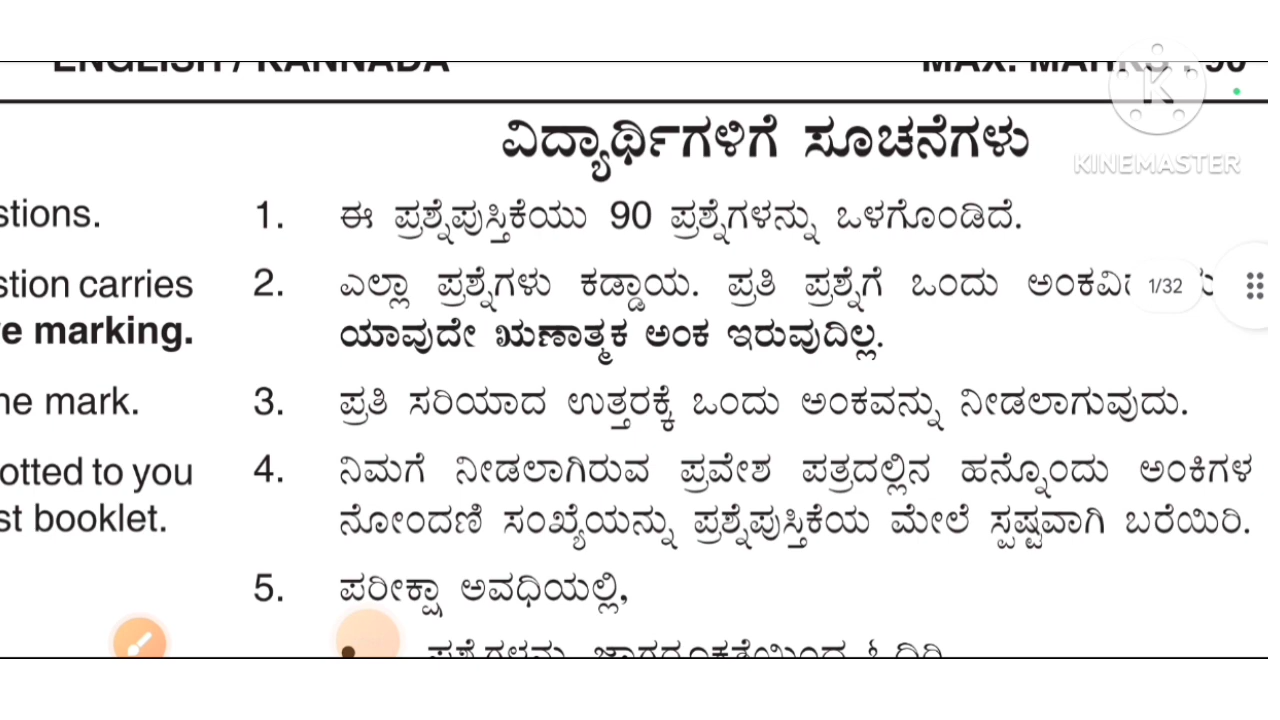 ENGLISH / KANNADA
MAX. MARKS : 90
KINEMASTER
ವಿದ್ಯಾರ್ಥಿಗಳಿಗೆ ಸೂಚನೆಗಳು
stions.
1. ಈ ಪ್ರಶ್ನೆಪುಸ್ತಿಕೆಯು 90 ಪ್ರಶ್ನೆಗಳನ್ನು ಒಳಗೊಂಡಿದೆ.
stion carries
2. ಎಲ್ಲಾ ಪ್ರಶ್ನೆಗಳು ಕಡ್ಡಾಯ. ಪ್ರತಿ ಪ್ರಶ್ನೆಗೆ ಒಂದು
1/32
e marking.
ಯಾವುದೇ ಋಣಾತ್ಮಕ ಅಂಕ ಇರುವುದಿಲ್ಲ.
ne mark.
3. ಪ್ರತಿ ಸರಿಯಾದ ಉತ್ತರಕ್ಕೆ ಒಂದು ಅಂಕವನ್ನು ನೀಡಲಾಗುವುದು.
otted to you
4. ನಿಮಗೆ ನೀಡಲಾಗಿರುವ ಪ್ರವೇಶ ಪತ್ರದಲ್ಲಿನ ಹನ್ನೊಂದು ಅಂಕಿಗಳ
st booklet.
ನೋಂದಣಿ ಸಂಖ್ಯೆಯನ್ನು ಪ್ರಶ್ನೆಪುಸ್ತಿಕೆಯ ಮೇಲೆ ಸ್ಪಷ್ಟವಾಗಿ ಬರೆಯಿರಿ.
5. ಪರೀಕ್ಷಾ ಅವಧಿಯಲ್ಲಿ,